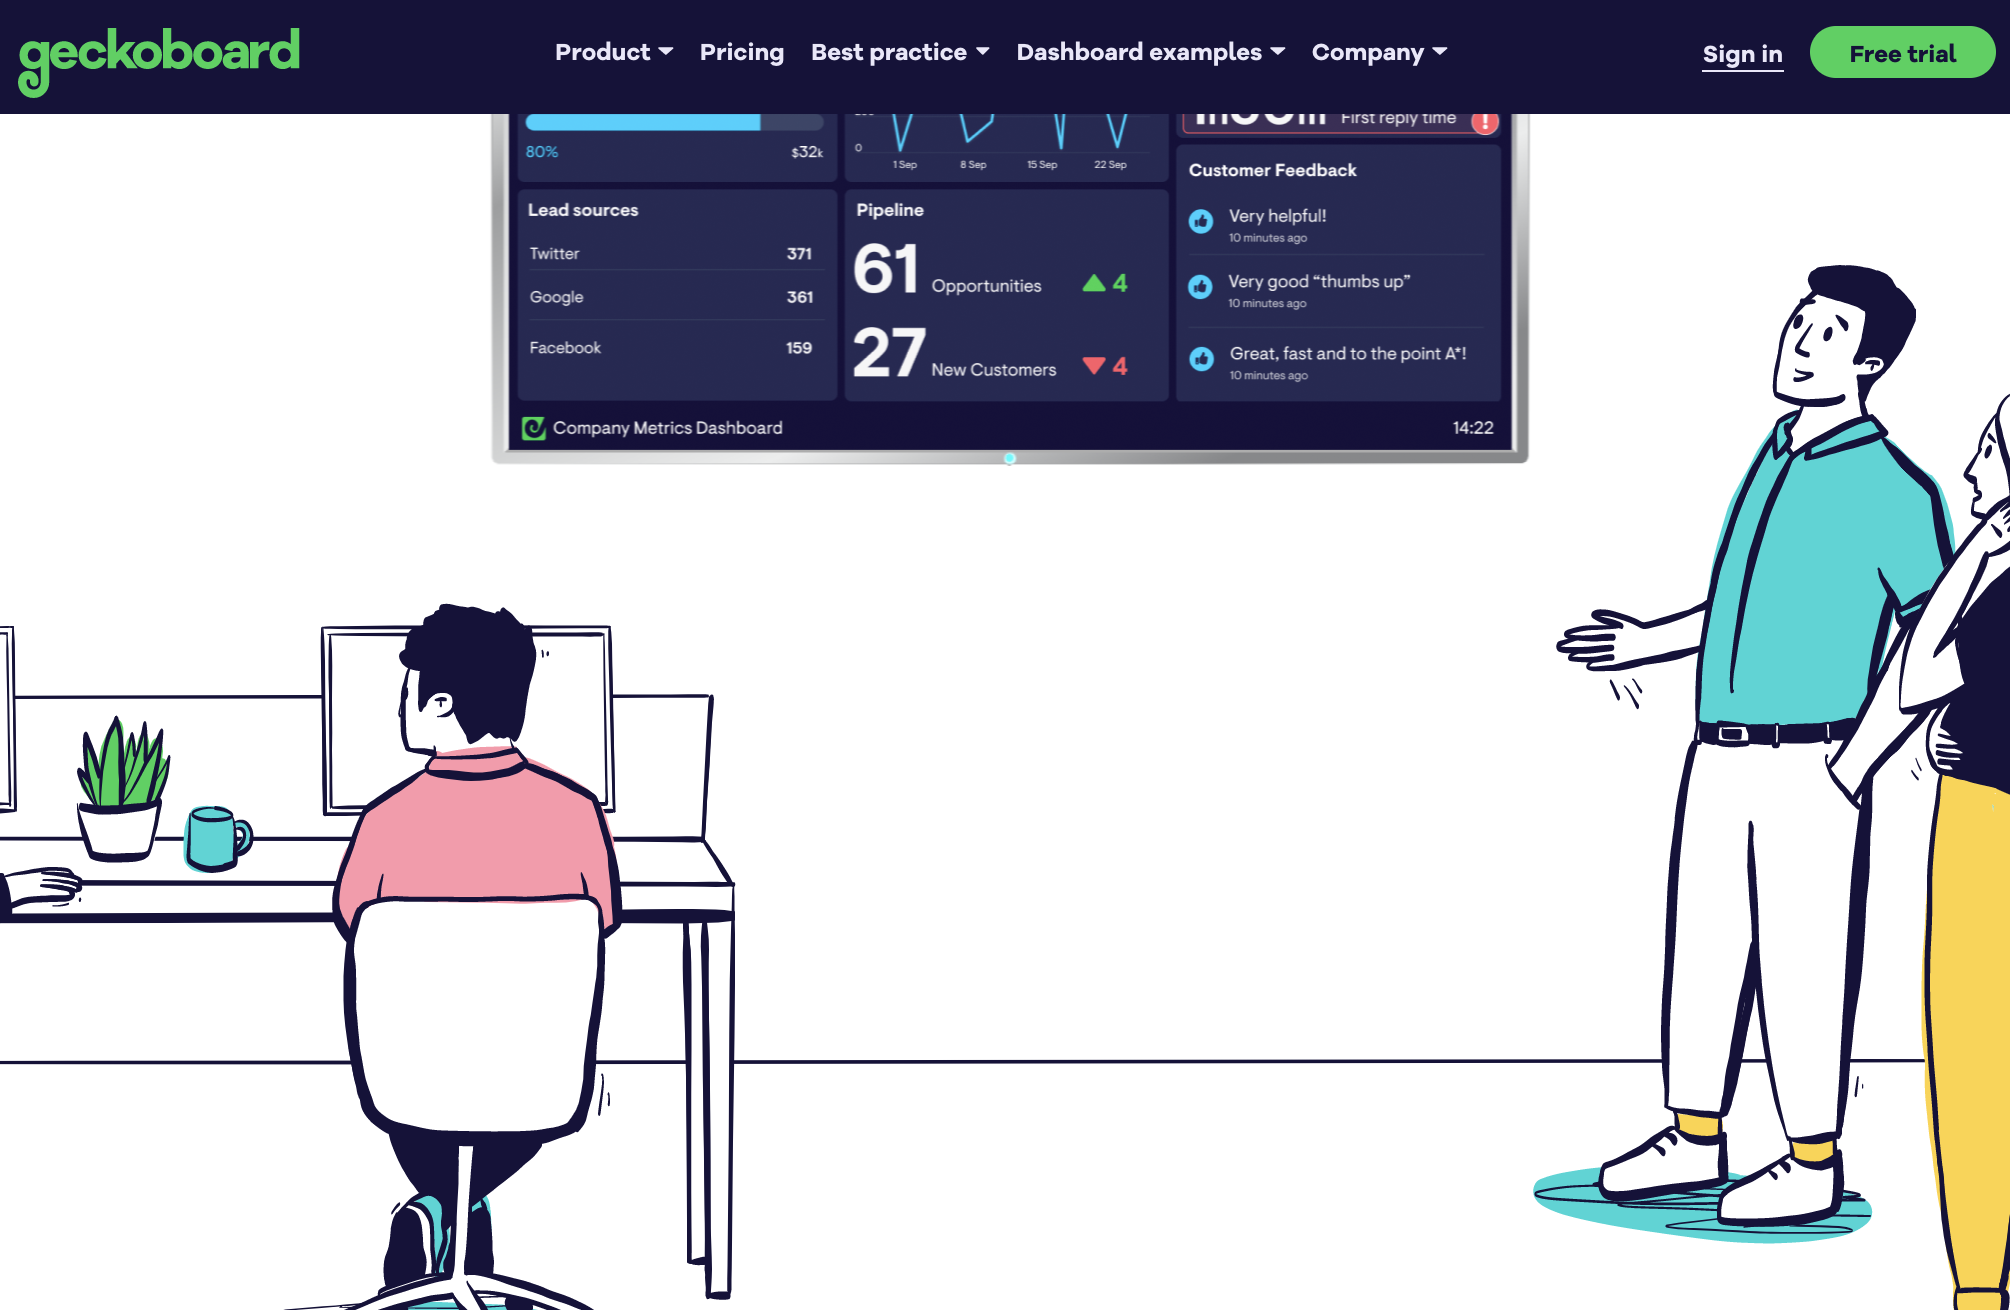 geckoboard
Product
Pricing
Best practice
Dashboard examples
Company
Sign in
Free trial
80%
$32k
0
1 Sep
8 Sep
15 Sep
22 Sep
First reply time
!
Lead sources
Twitter 371
Google 361
Facebook 159
Pipeline
61 Opportunities 4
27 New Customers 4
Customer Feedback
Very helpful!
10 minutes ago
Very good “thumbs up”
10 minutes ago
Great, fast and to the point A*!
10 minutes ago
Company Metrics Dashboard
14:22